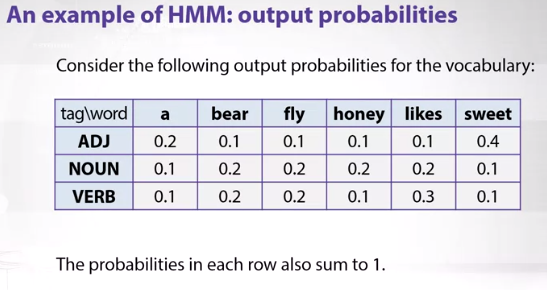 An example of HMM: output probabilities
Consider the following output probabilities for the vocabulary:
tag\word a bear fly honey likes sweet
ADJ 0.2 0.1 0.1 0.1 0.1 0.4
NOUN 0.1 0.2 0.2 0.2 0.2 0.1
VERB 0.1 0.2 0.2 0.1 0.3 0.1
The probabilities in each row also sum to 1.